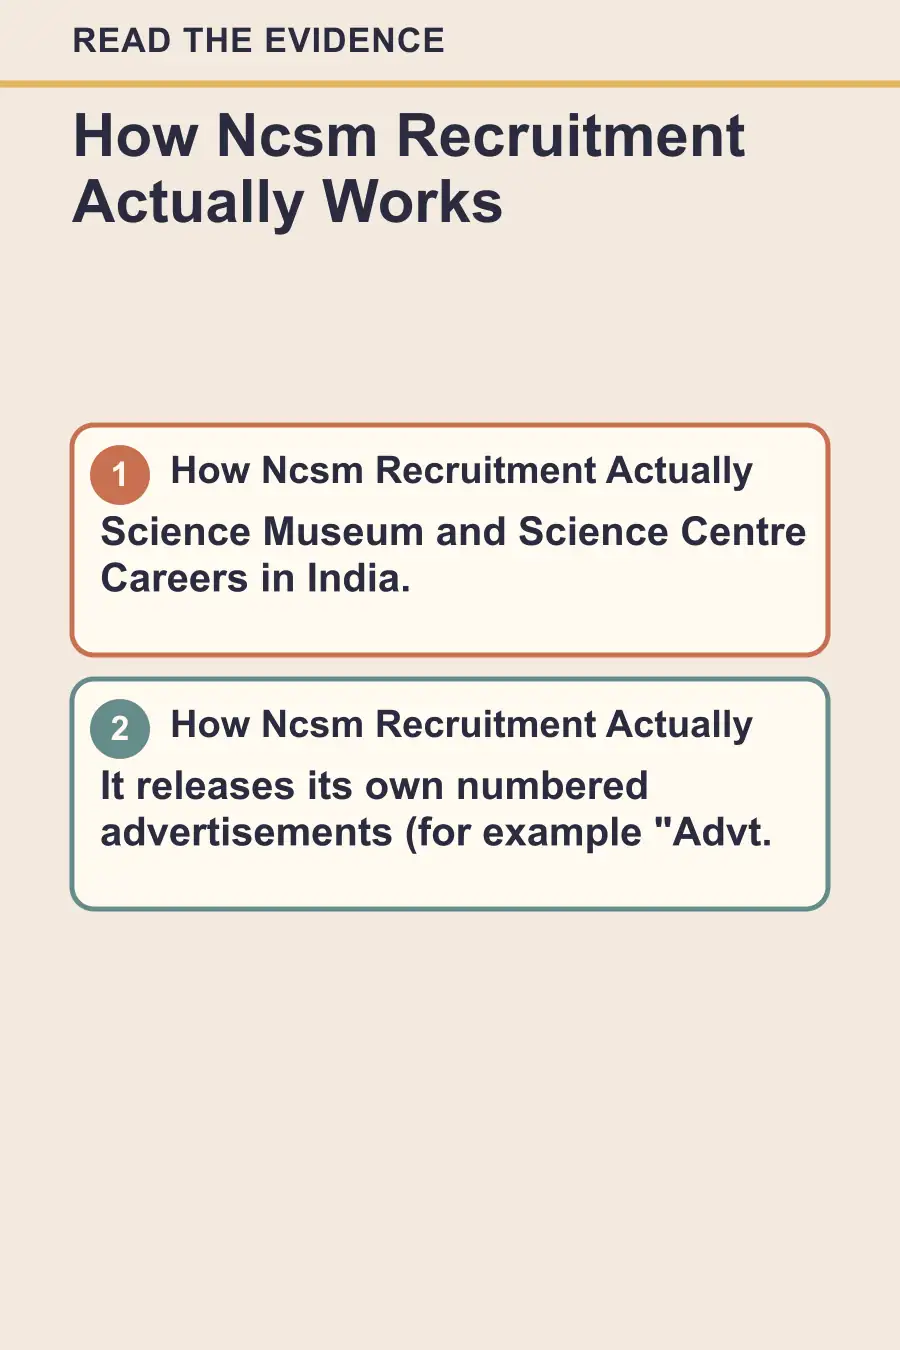 READ THE EVIDENCE
How Ncsm Recruitment
Actually Works
1 How Ncsm Recruitment Actually
Science Museum and Science Centre
Careers in India.
2 How Ncsm Recruitment Actually
It releases its own numbered
advertisements (for example "Advt.